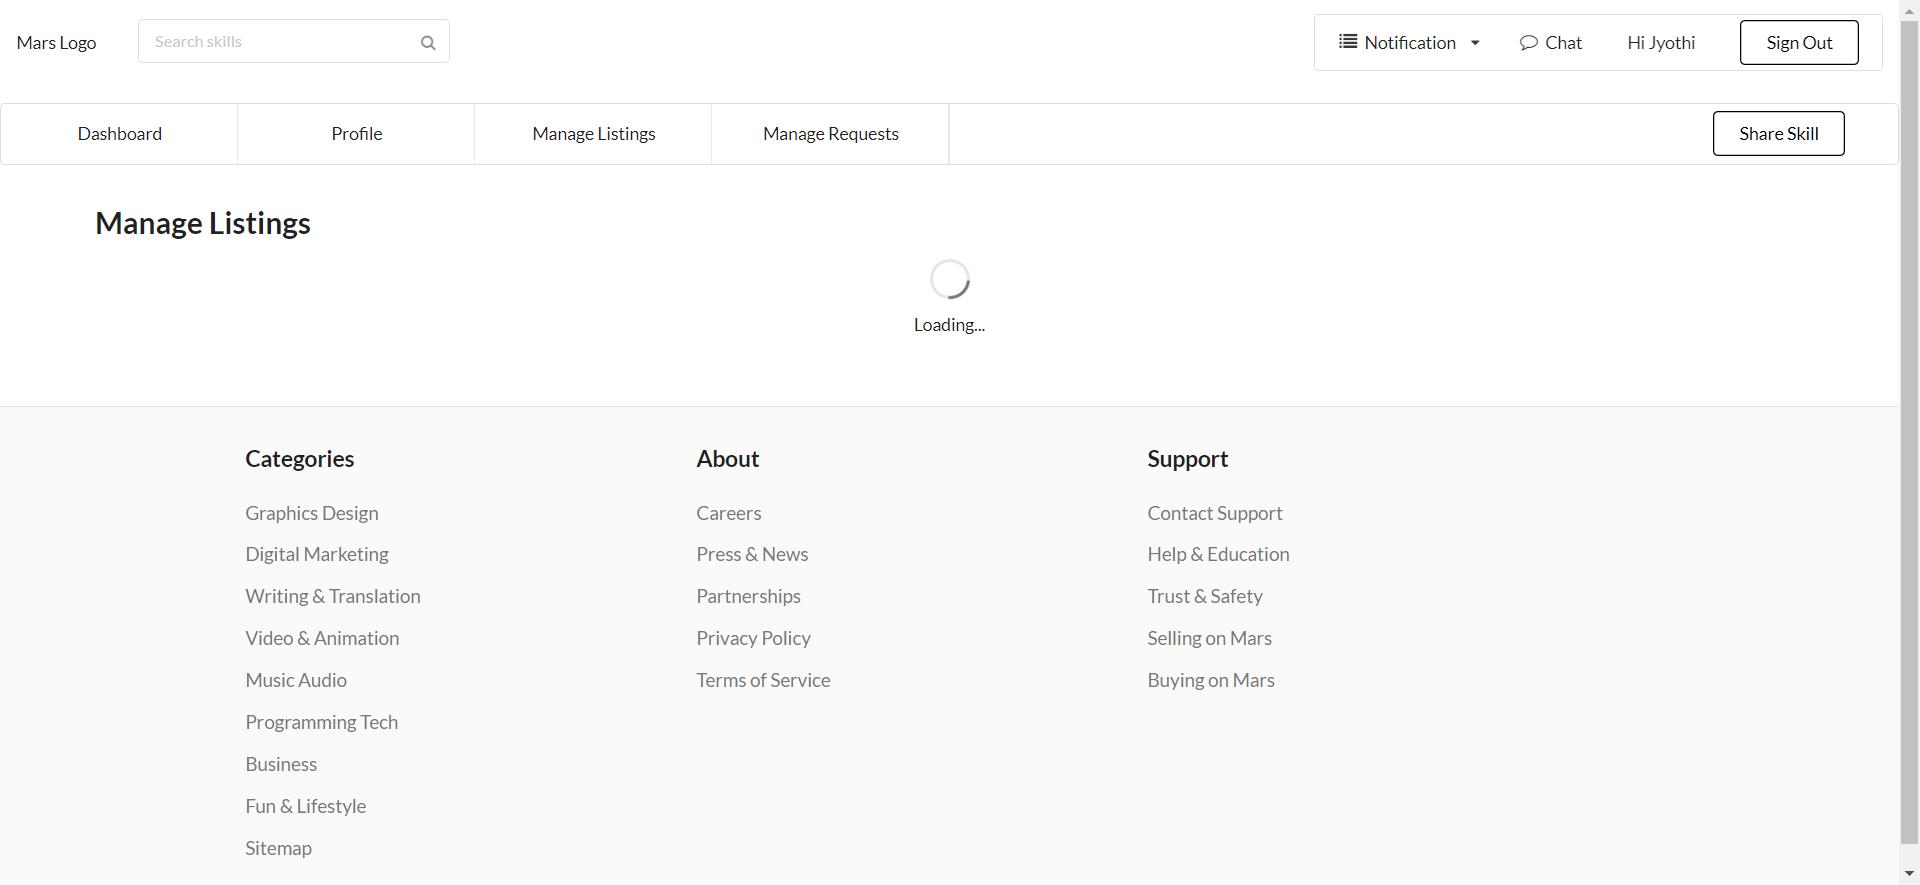 Mars Logo
Search skills
Notification
Chat
Hi Jyothi
Sign Out
Dashboard
Profile
Manage Listings
Manage Requests
Share Skill
Manage Listings
Loading...
Categories
Graphics Design
Digital Marketing
Writing & Translation
Video & Animation
Music Audio
Programming Tech
Business
Fun & Lifestyle
Sitemap
About
Careers
Press & News
Partnerships
Privacy Policy
Terms of Service
Support
Contact Support
Help & Education
Trust & Safety
Selling on Mars
Buying on Mars